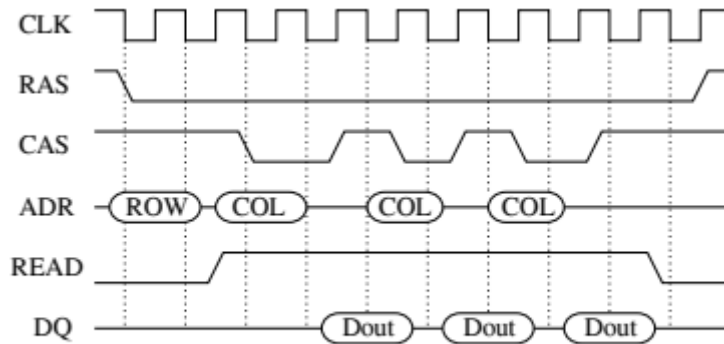 CLK
RAS
CAS
ADR ROW COL COL COL
READ
DQ Dout Dout Dout